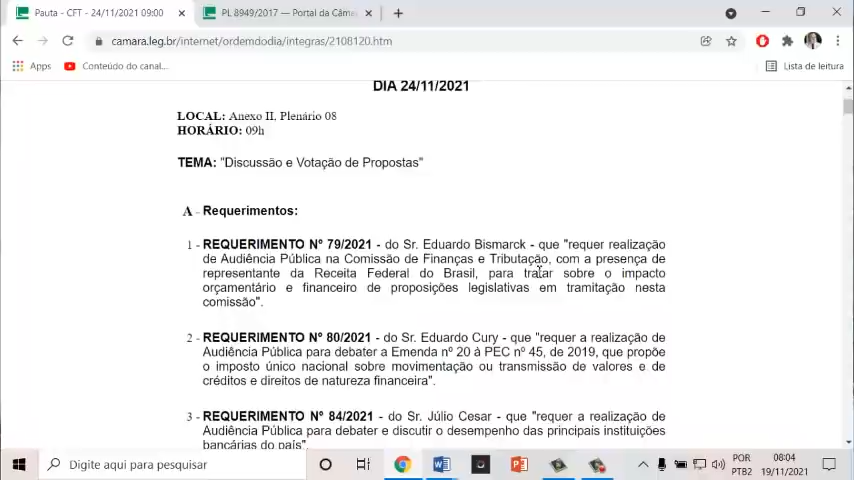 Pauta - CFT - 24/11/2021 09:00
PL 8949/2017 — Portal da Câma
camara.leg.br/internet/ordemdodia/integras/2108120.htm
Apps
Conteúdo do canal...
Lista de leitura
DIA 24/11/2021
LOCAL: Anexo II, Plenário 08
HORÁRIO: 09h
TEMA: "Discussão e Votação de Propostas"
A - Requerimentos:
1 - REQUERIMENTO Nº 79/2021 - do Sr. Eduardo Bismarck - que "requer realização
de Audiência Pública na Comissão de Finanças e Tributação, com a presença de
representante da Receita Federal do Brasil, para tratar sobre o impacto
orçamentário e financeiro de proposições legislativas em tramitação nesta
comissão".
2 - REQUERIMENTO Nº 80/2021 - do Sr. Eduardo Cury - que "requer a realização de
Audiência Pública para debater a Emenda nº 20 à PEC nº 45, de 2019, que propõe
o imposto único nacional sobre movimentação ou transmissão de valores e de
créditos e direitos de natureza financeira".
3 - REQUERIMENTO Nº 84/2021 - do Sr. Júlio Cesar - que "requer a realização de
Audiência Pública para debater e discutir o desempenho das principais instituições
bancárias do país".
Digite aqui para pesquisar
POR
PTB2
08:04
19/11/2021